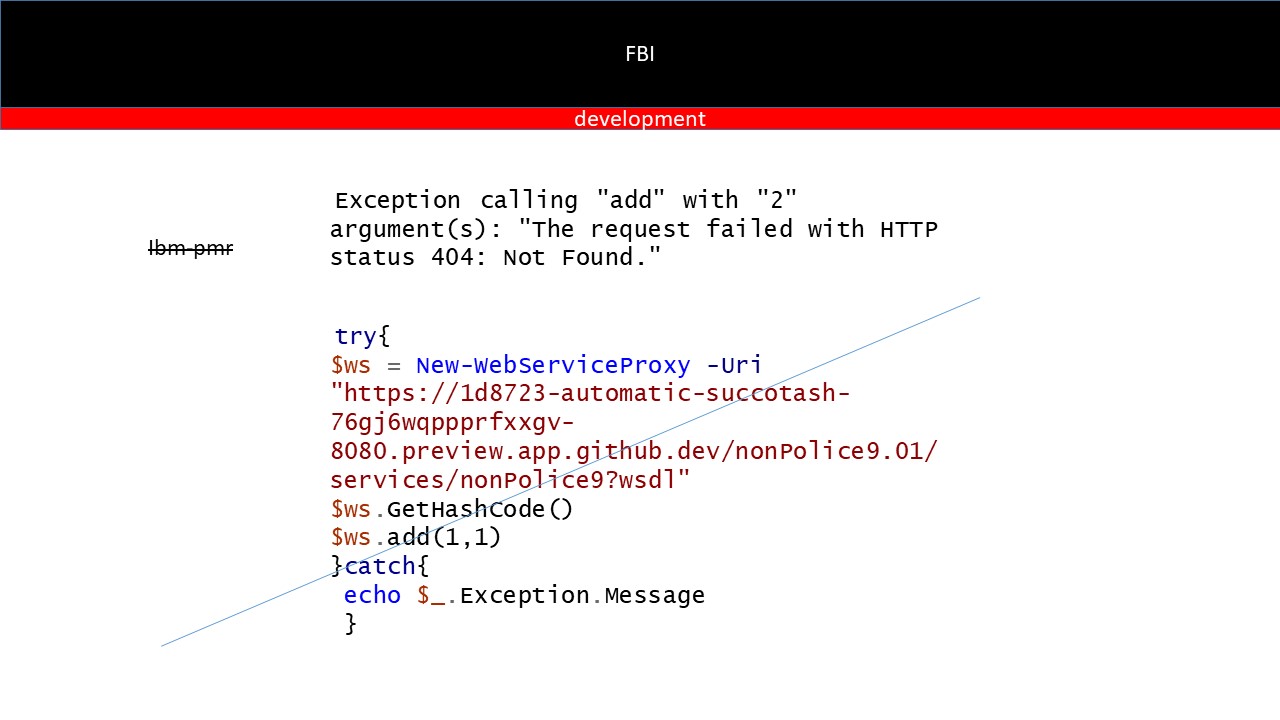 FBI
development
Exception calling "add" with "2"
argument(s): "The request failed with HTTP
status 404: Not Found."
lbm-pmr
try{
$ws = New-WebServiceProxy -Uri
"https://1d8723-automatic-succotash-
76gj6wqppprfxxgv-
8080.preview.app.github.dev/nonPolice9.01/
services/nonPolice9?wsdl"
$ws.GetHashCode()
$ws.add(1,1)
}catch{
echo $_.Exception.Message
}